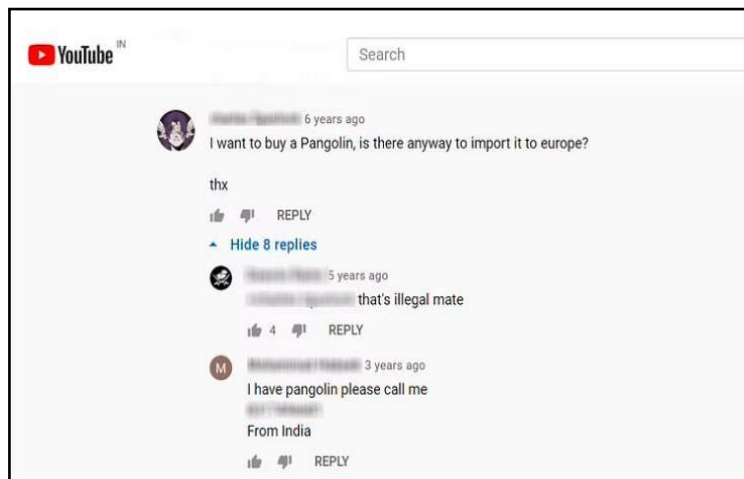 YouTube IN
Search
6 years ago
I want to buy a Pangolin, is there anyway to import it to europe?
thx
REPLY
Hide 8 replies
5 years ago
that's illegal mate
4 REPLY
M
3 years ago
I have pangolin please call me
From India
REPLY